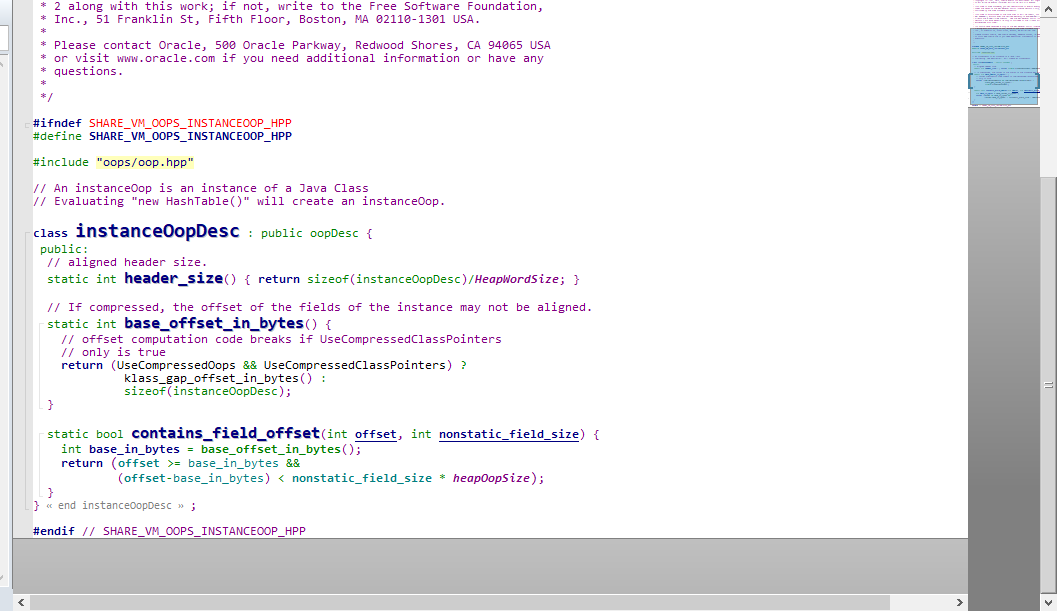 * 2 along with this work; if not, write to the Free Software Foundation,
* Inc., 51 Franklin St, Fifth Floor, Boston, MA 02110-1301 USA.
*
* Please contact Oracle, 500 Oracle Parkway, Redwood Shores, CA 94065 USA
* or visit www.oracle.com if you need additional information or have any
* questions.
*
*/
#ifndef SHARE_VM_OOPS_INSTANCEOOP_HPP
#define SHARE_VM_OOPS_INSTANCEOOP_HPP
#include "oops/oop.hpp"
// An instanceOop is an instance of a Java Class
// Evaluating "new HashTable()" will create an instanceOop.
class instanceOopDesc : public oopDesc {
public:
// aligned header size.
static int header_size() { return sizeof(instanceOopDesc)/HeapWordSize; }
// If compressed, the offset of the fields of the instance may not be aligned.
static int base_offset_in_bytes() {
// offset computation code breaks if UseCompressedClassPointers
// only is true
return (UseCompressedOops && UseCompressedClassPointers) ?
klass_gap_offset_in_bytes() :
sizeof(instanceOopDesc);
}
static bool contains_field_offset(int offset, int nonstatic_field_size) {
int base_in_bytes = base_offset_in_bytes();
return (offset >= base_in_bytes &&
(offset-base_in_bytes) < nonstatic_field_size * heapOopSize);
}
} « end instanceOopDesc » ;
#endif // SHARE_VM_OOPS_INSTANCEOOP_HPP